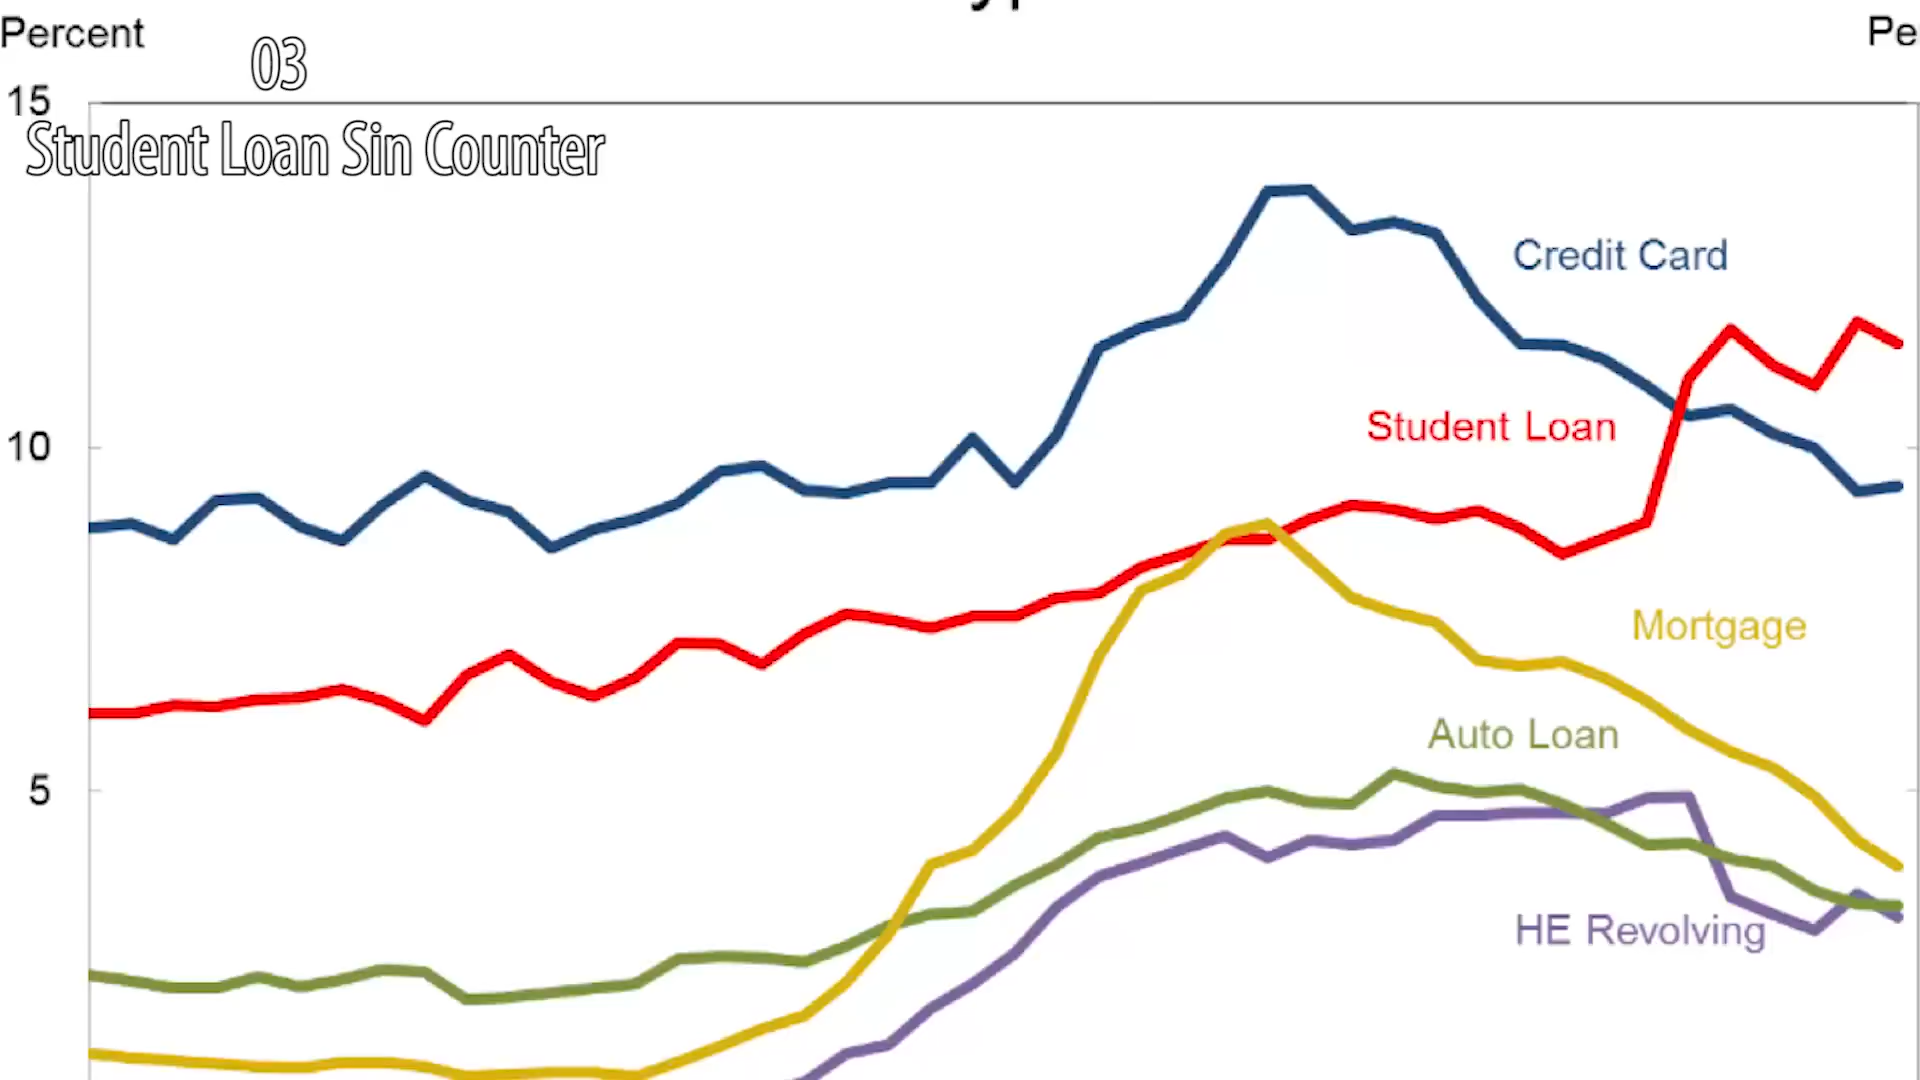 Percent
Pe
03
15
Student Loan Sin Counter
Credit Card
Student Loan
10
Mortgage
Auto Loan
5
HE Revolving